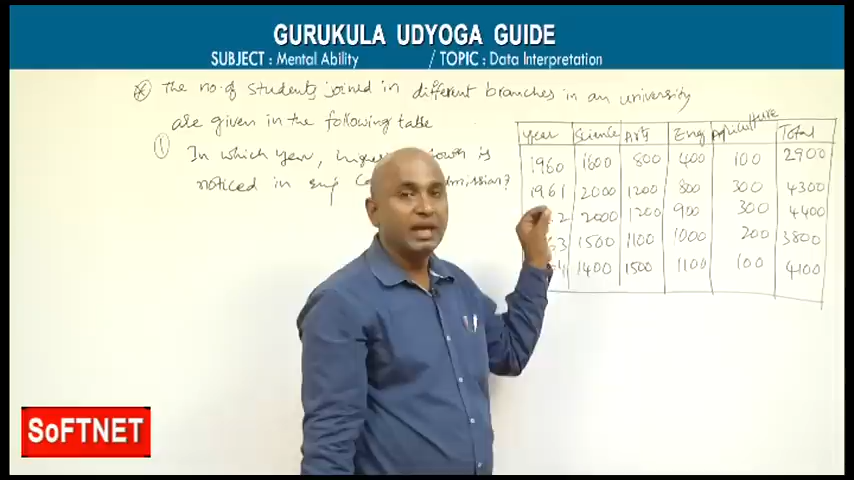 GURUKULA UDYOGA GUIDE
SUBJECT : Mental Ability / TOPIC : Data Interpretation
* The no. of Students joined in different branches in an university
are given in the following table
① In which year,
noticed in
Year Science Arts Eng Agriculture Total
1960 1600 800 400 100 2900
1961 2000 1200 800 300 4300
2 2000 1200 900 300 4400
63 1500 1100 1000 200 3800
1400 1500 1100 100 4100
SoFTNET